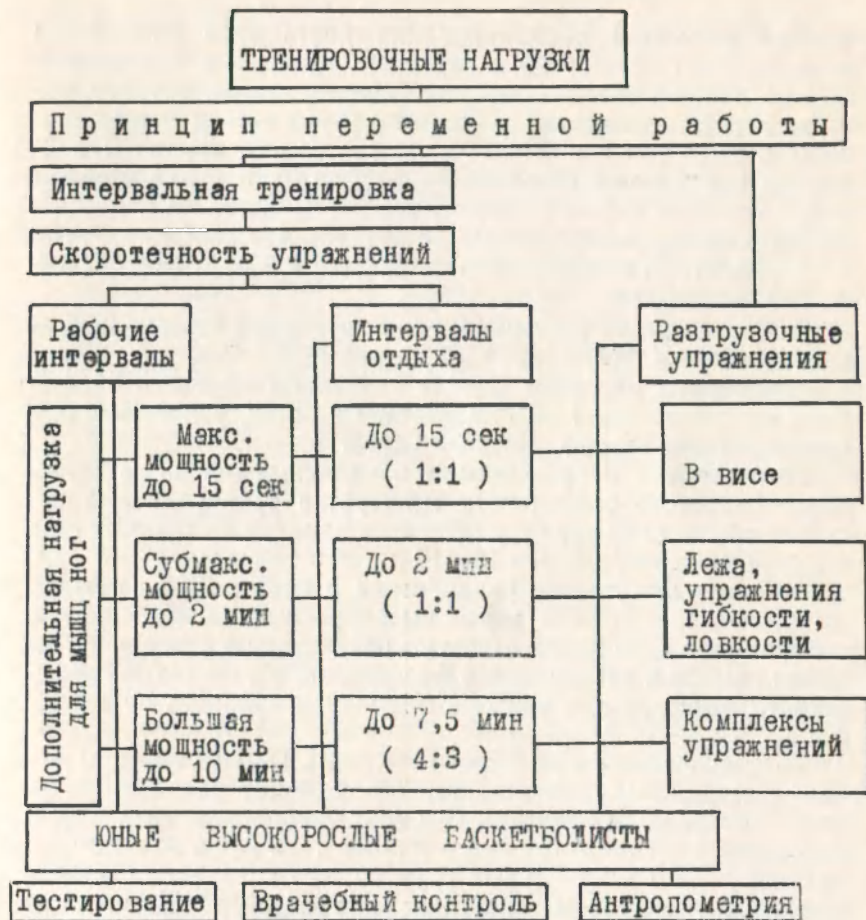 ТРЕНИРОВОЧНЫЕ НАГРУЗКИ
Принцип переменной работы
Интервальная тренировка
Скоротечность упражнений
Рабочие
интервалы
Интервалы
отдыха
Разгрузочные
упражнения
Дополнительная нагрузка
для мышц ног
Макс.
мощность
до 15 сек
До 15 сек
( 1:1 )
В висе
Субмакс.
мощность
до 2 мин
До 2 мин
( 1:1 )
Лежа,
упражнения
гибкости,
ловкости
Большая
мощность
до 10 мин
До 7,5 мин
( 4:3 )
Комплексы
упражнений
ЮНЫЕ ВЫСОКОРОСЛЫЕ БАСКЕТБОЛИСТЫ
Тестирование
Врачебный контроль
Антропометрия